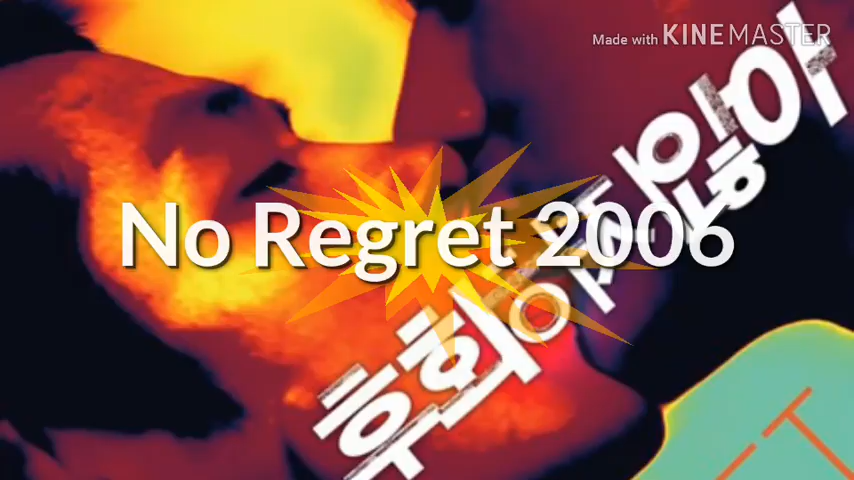 Made with KINEMASTER
No Regret 2006
후회하지 않아